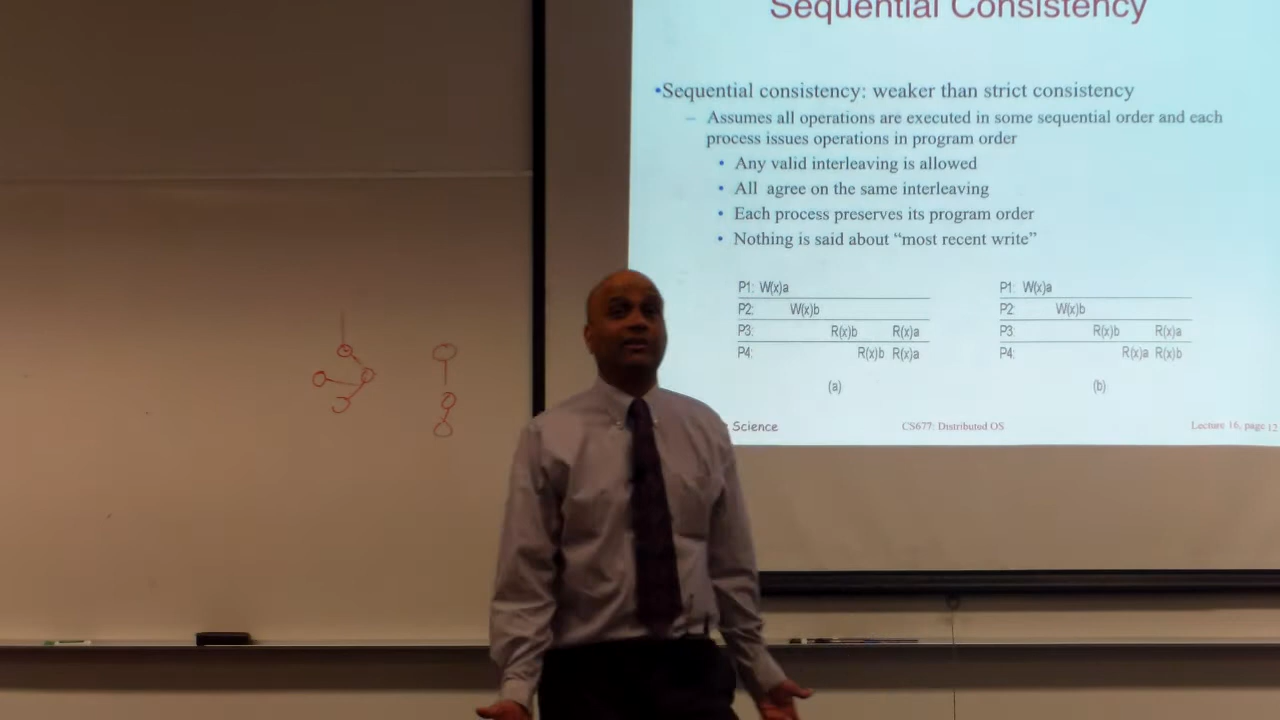 Sequential Consistency
•Sequential consistency: weaker than strict consistency
– Assumes all operations are executed in some sequential order and each
process issues operations in program order
• Any valid interleaving is allowed
• All agree on the same interleaving
• Each process preserves its program order
• Nothing is said about “most recent write”
P1: W(x)a
P2: W(x)b
P3: R(x)b R(x)a
P4: R(x)b R(x)a
(a)
P1: W(x)a
P2: W(x)b
P3: R(x)b R(x)a
P4: R(x)a R(x)b
(b)
Science
CS677: Distributed OS
Lecture 16, page 12